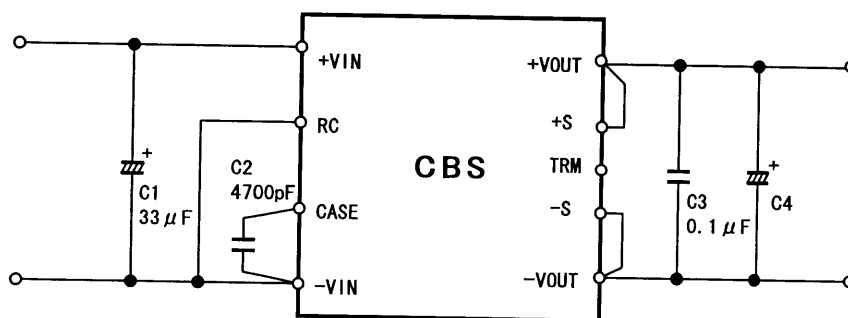 +VIN
+VOUT
RC
+S
C2
4700pF
CBS
TRM
+
C1
33μF
CASE
-S
C3
0.1μF
+
C4
-VIN
-VOUT